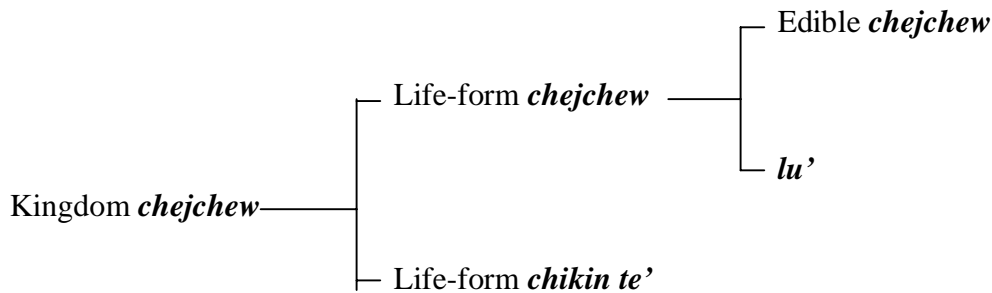 Edible chejchew
Life-form chejchew
lu’
Kingdom chejchew
Life-form chikin te’